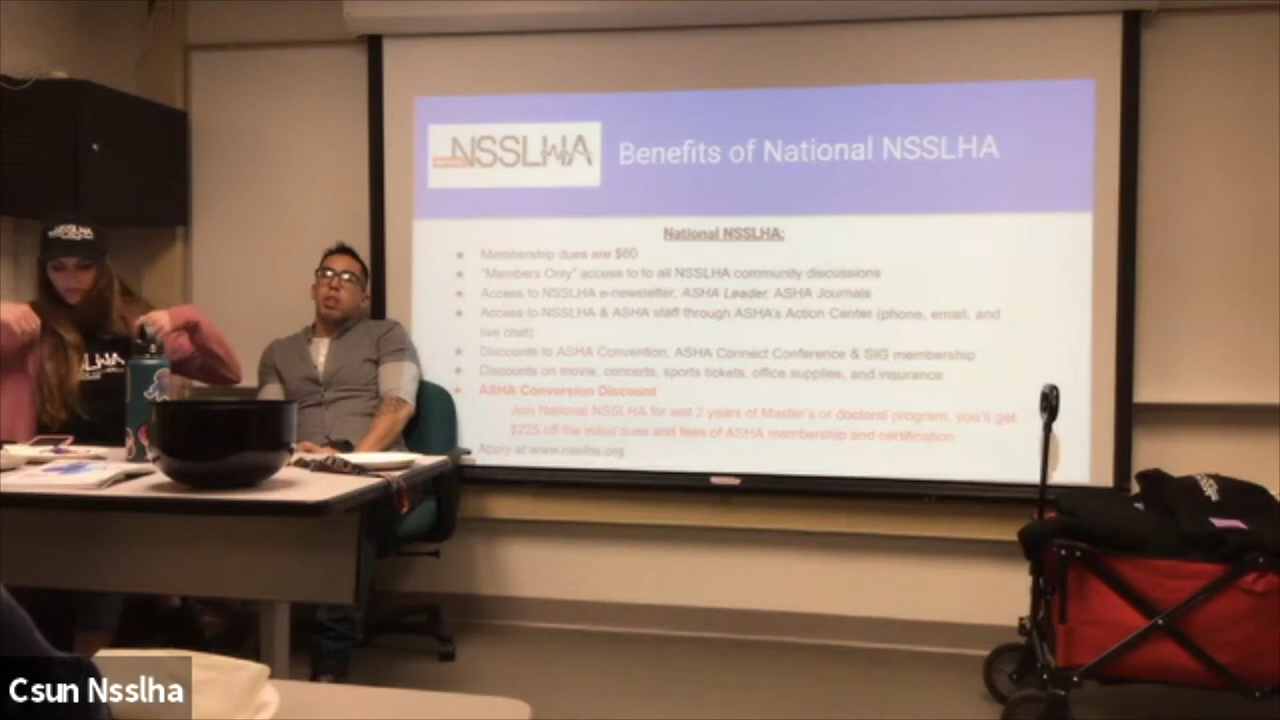 NSSLHA
Benefits of National NSSLHA
National NSSLHA:
Membership dues are $60
"Members Only" access to to all NSSLHA community discussions
Access to NSSLHA e-newsletter, ASHA Leader, ASHA Journals
Access to NSSLHA & ASHA staff through ASHA's Action Center (phone, email, and
live chat)
Discounts to ASHA Convention, ASHA Connect Conference & SIG membership
Discounts on movie, concerts, sports tickets, office supplies, and insurance
ASHA Conversion Discount
Join National NSSLHA for last 2 years of Master's or doctoral program, you'll get
$225 off the initial dues and fees of ASHA membership and certification
Apply at www.nsslha.org
NSSLHA
Csun Nsslha